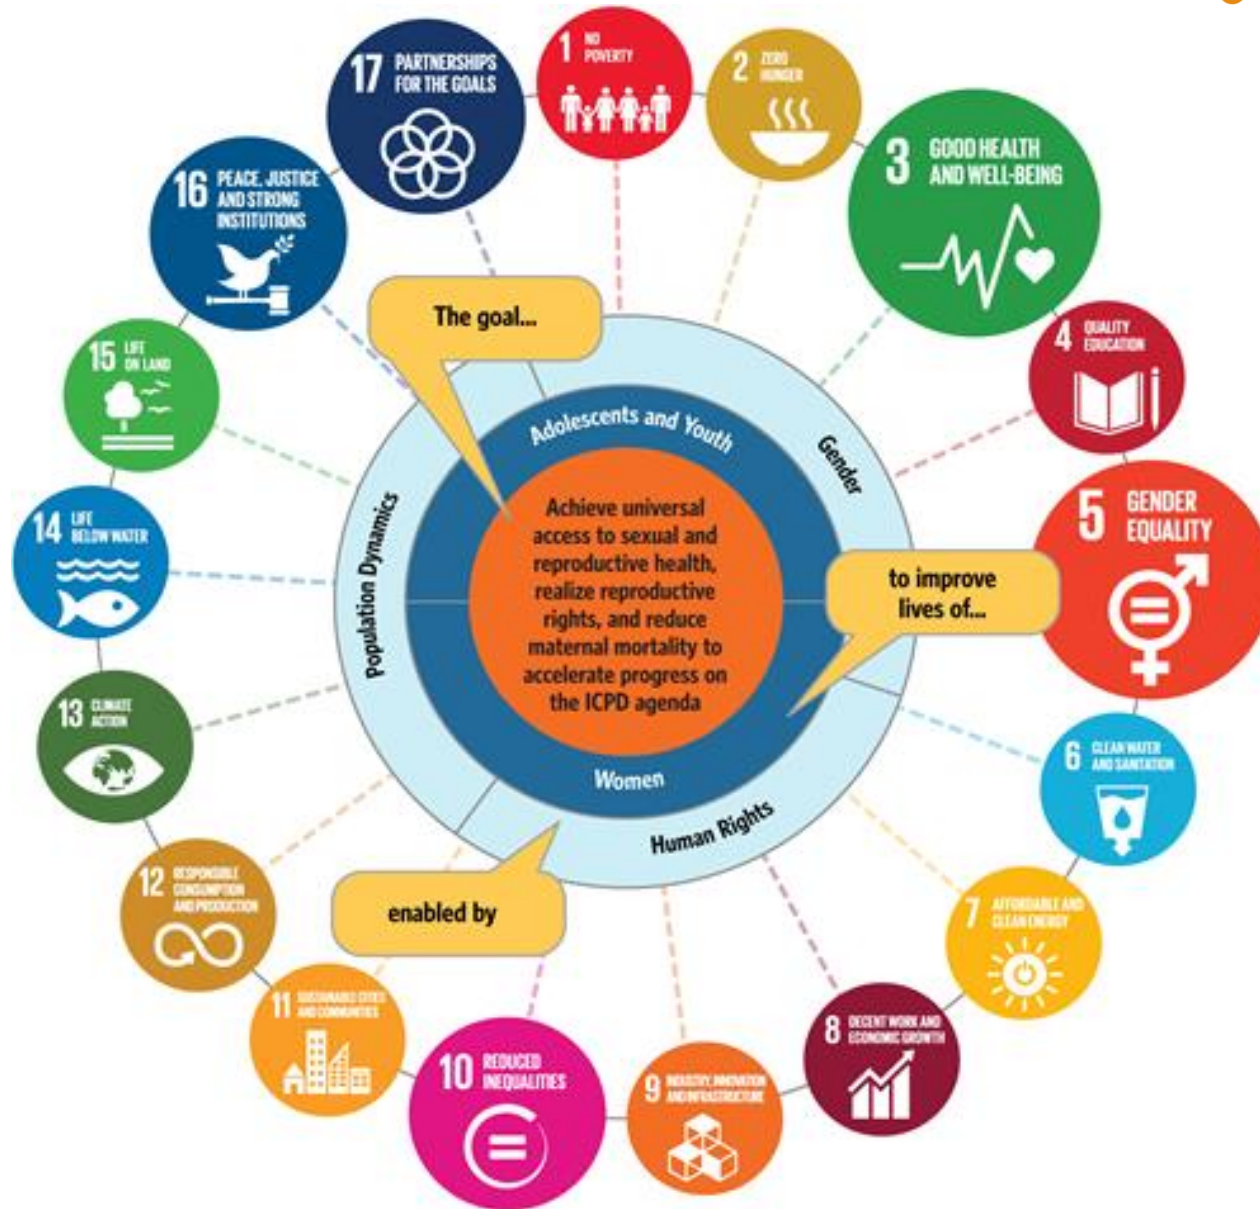 1 NO
POVERTY
2 ZERO
HUNGER
3 GOOD HEALTH
AND WELL-BEING
4 QUALITY
EDUCATION
5 GENDER
EQUALITY
6 CLEAN WATER
AND SANITATION
7 AFFORDABLE AND
CLEAN ENERGY
8 DECENT WORK AND
ECONOMIC GROWTH
9 INDUSTRY, INNOVATION
AND INFRASTRUCTURE
10 REDUCED
INEQUALITIES
11 SUSTAINABLE CITIES
AND COMMUNITIES
12 RESPONSIBLE
CONSUMPTION
AND PRODUCTION
13 CLIMATE
ACTION
14 LIFE
BELOW WATER
15 LIFE
ON LAND
16 PEACE, JUSTICE
AND STRONG
INSTITUTIONS
17 PARTNERSHIPS
FOR THE GOALS
The goal...
Achieve universal
access to sexual and
reproductive health,
realize reproductive
rights, and reduce
maternal mortality to
accelerate progress on
the ICPD agenda
to improve
lives of...
Adolescents and Youth
Women
enabled by
Gender
Human Rights
Population Dynamics